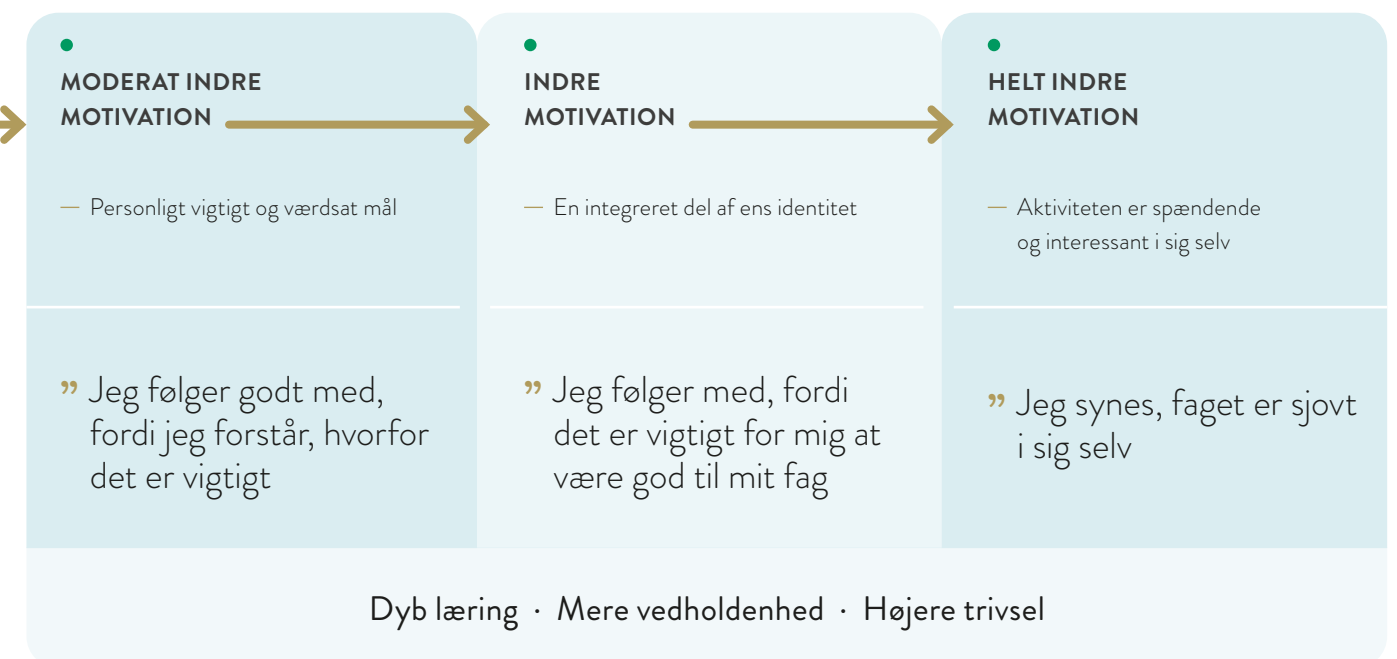 MODERAT INDRE
MOTIVATION
— Personligt vigtigt og værdsat mål
” Jeg følger godt med,
fordi jeg forstår, hvorfor
det er vigtigt
INDRE
MOTIVATION
— En integreret del af ens identitet
” Jeg følger med, fordi
det er vigtigt for mig at
være god til mit fag
HELT INDRE
MOTIVATION
— Aktiviteten er spændende
og interessant i sig selv
” Jeg synes, faget er sjovt
i sig selv
Dyb læring · Mere vedholdenhed · Højere trivsel